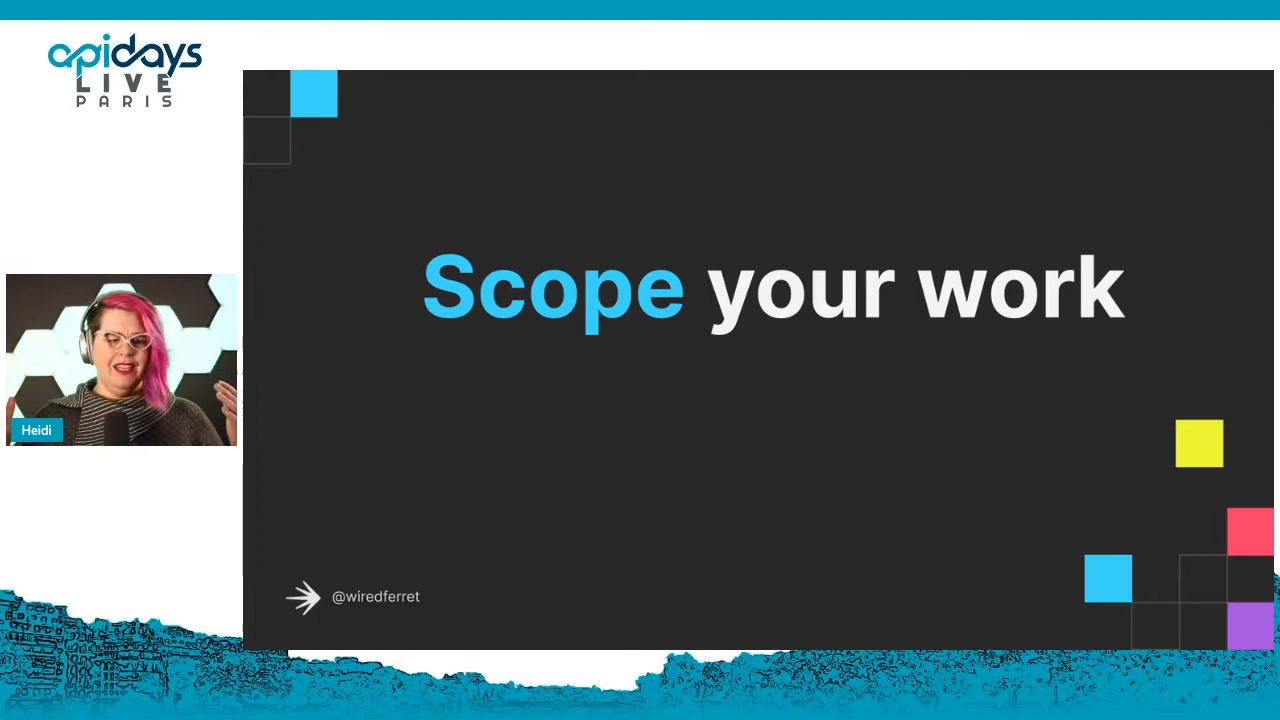 apidays
LIVE
PARIS
Scope your work
Heidi
@wiredferret